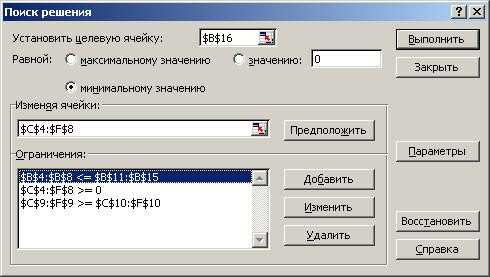 Поиск решения
Установить целевую ячейку: $B$16 Выполнить
Равной: максимальному значению значению: 0 Закрыть
минимальному значению
Изменяя ячейки:
$C$4:$F$8 Предположить
Ограничения: Параметры
$B$4:$B$8 <= $B$11:$B$15 Добавить
$C$4:$F$8 >= 0
$C$9:$F$9 >= $C$10:$F$10 Изменить
Восстановить
Удалить
Справка